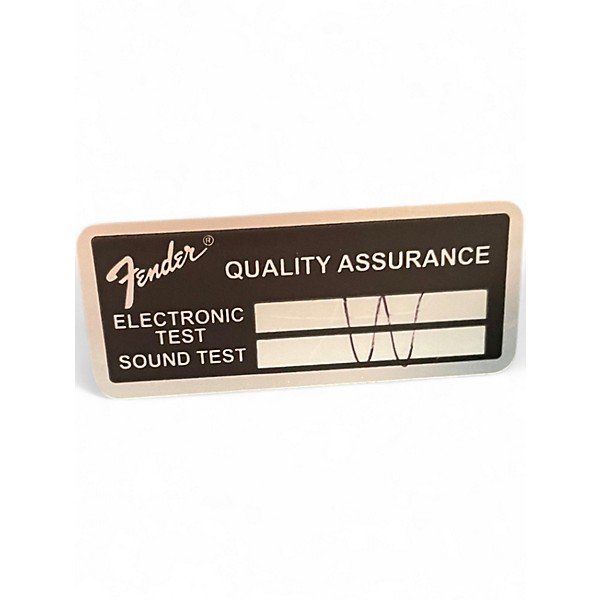 Fender®
QUALITY ASSURANCE
ELECTRONIC TEST
SOUND TEST
W